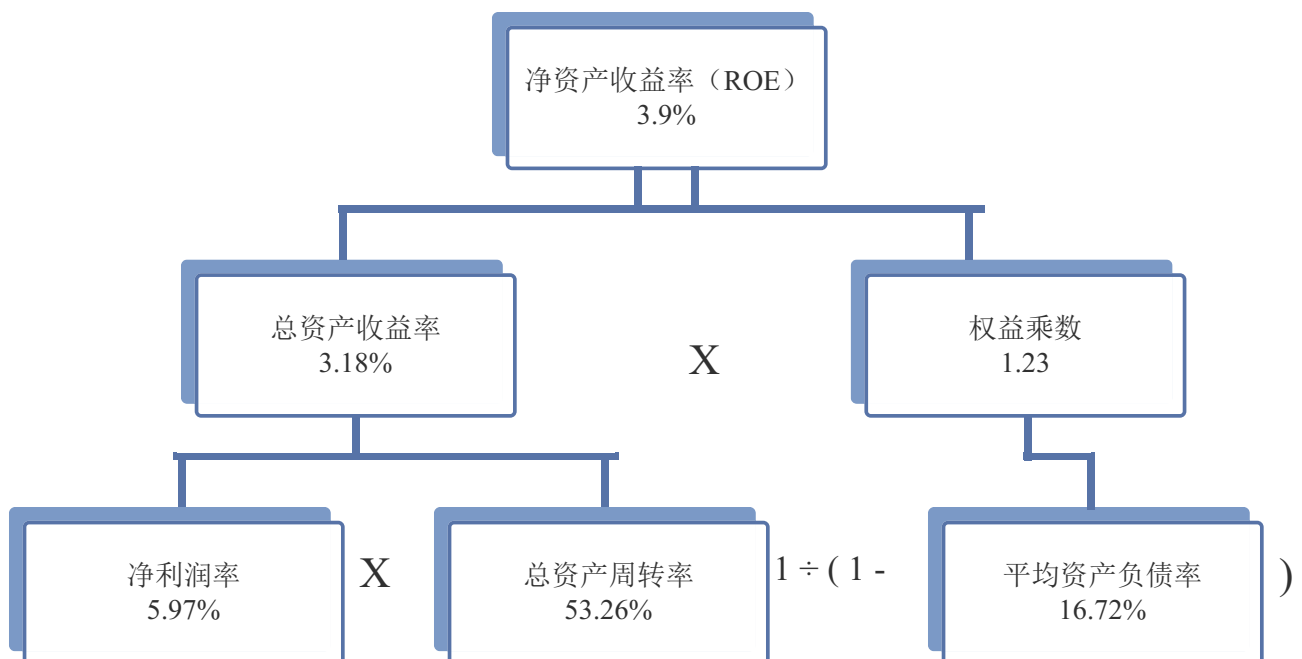 净资产收益率（ROE）
3.9%
总资产收益率
3.18%
X
权益乘数
1.23
净利润率
5.97%
X
总资产周转率
53.26%
1 ÷ ( 1 -
平均资产负债率
16.72%
)